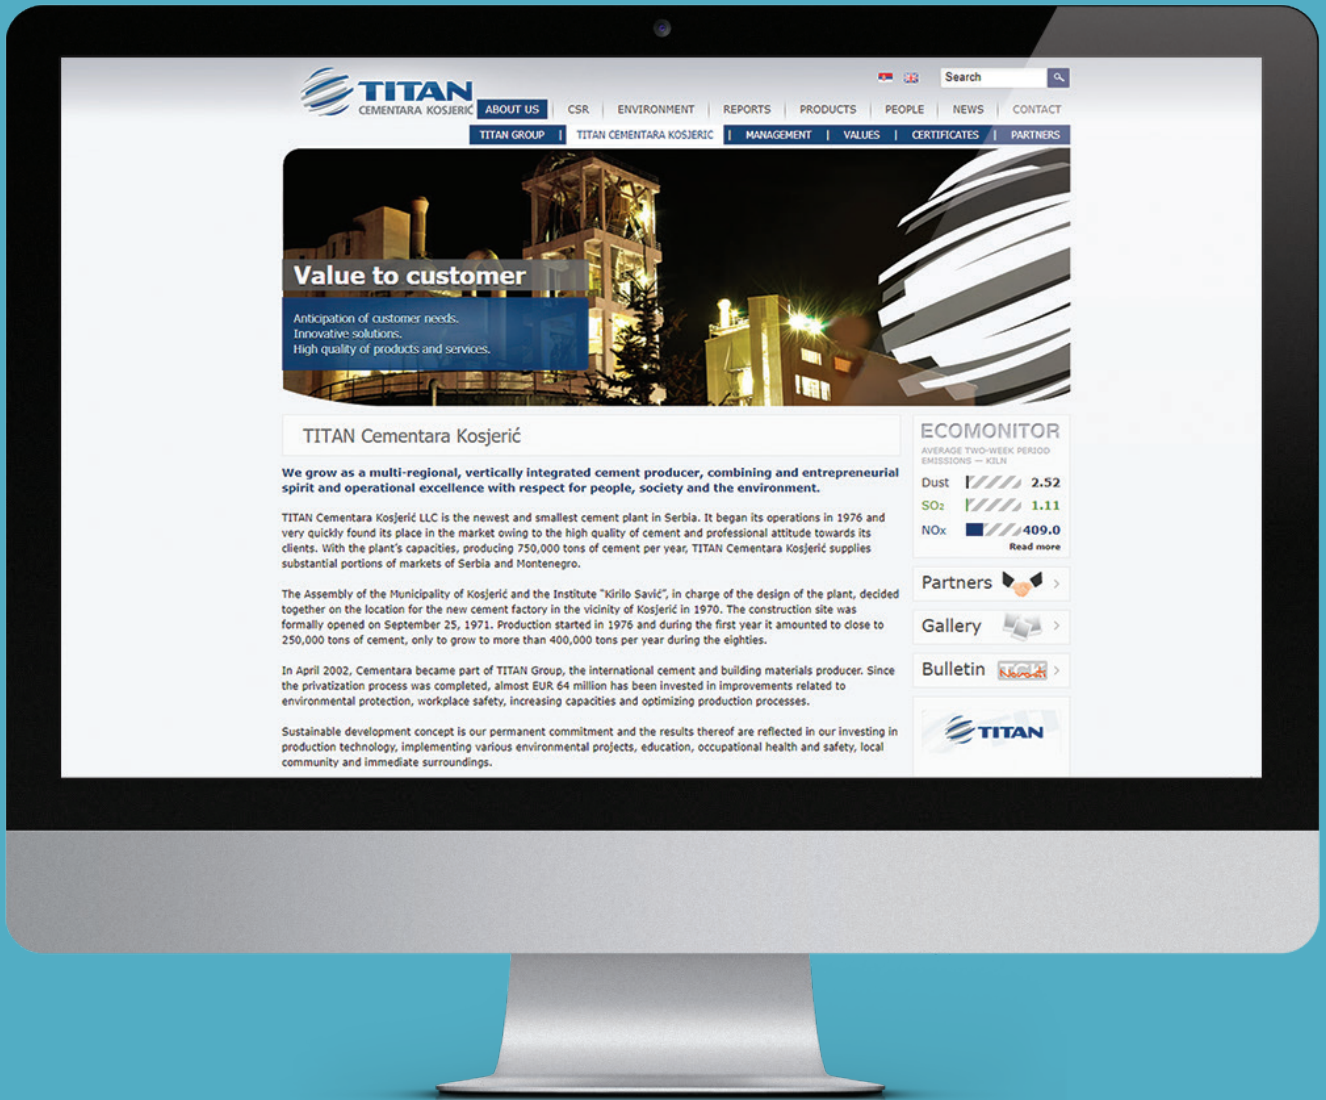 TITAN
CEMENTARA KOSJERIĆ
Search
ABOUT US
CSR
ENVIRONMENT
REPORTS
PRODUCTS
PEOPLE
NEWS
CONTACT
TITAN GROUP | TITAN CEMENTARA KOSJERIC | MANAGEMENT | VALUES | CERTIFICATES | PARTNERS
Value to customer
Anticipation of customer needs.
Innovative solutions.
High quality of products and services.
TITAN Cementara Kosjerić
We grow as a multi-regional, vertically integrated cement producer, combining and entrepreneurial
spirit and operational excellence with respect for people, society and the environment.
TITAN Cementara Kosjerić LLC is the newest and smallest cement plant in Serbia. It began its operations in 1976 and
very quickly found its place in the market owing to the high quality of cement and professional attitude towards its
clients. With the plant's capacities, producing 750,000 tons of cement per year, TITAN Cementara Kosjerić supplies
substantial portions of markets of Serbia and Montenegro.
The Assembly of the Municipality of Kosjerić and the Institute "Kirilo Savić", in charge of the design of the plant, decided
together on the location for the new cement factory in the vicinity of Kosjerić in 1970. The construction site was
formally opened on September 25, 1971. Production started in 1976 and during the first year it amounted to close to
250,000 tons of cement, only to grow to more than 400,000 tons per year during the eighties.
In April 2002, Cementara became part of TITAN Group, the international cement and building materials producer. Since
the privatization process was completed, almost EUR 64 million has been invested in improvements related to
environmental protection, workplace safety, increasing capacities and optimizing production processes.
Sustainable development concept is our permanent commitment and the results thereof are reflected in our investing in
production technology, implementing various environmental projects, education, occupational health and safety, local
community and immediate surroundings.
ECOMONITOR
AVERAGE TWO-WEEK PERIOD
EMISSIONS — KILN
Dust 2.52
SO2 1.11
NOx 409.0
Read more
Partners
Gallery
Bulletin
TITAN